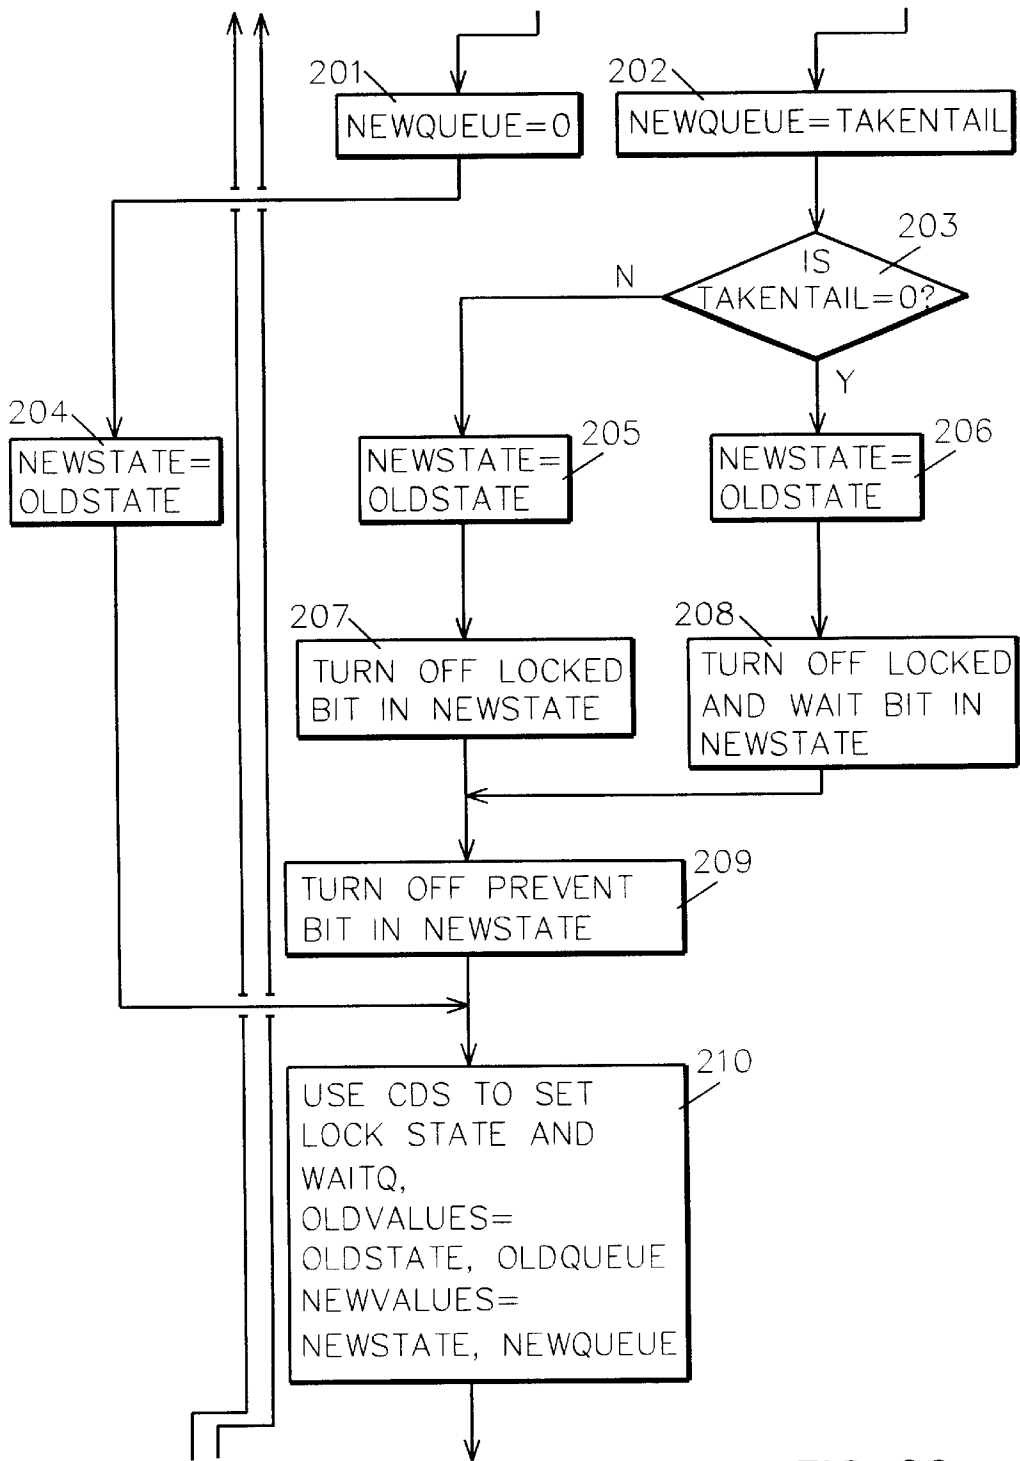 201
NEWQUEUE=0
202
NEWQUEUE=TAKENTAIL
203
IS
TAKENTAIL=0?
N
Y
204
NEWSTATE=
OLDSTATE
205
NEWSTATE=
OLDSTATE
206
NEWSTATE=
OLDSTATE
207
TURN OFF LOCKED
BIT IN NEWSTATE
208
TURN OFF LOCKED
AND WAIT BIT IN
NEWSTATE
209
TURN OFF PREVENT
BIT IN NEWSTATE
210
USE CDS TO SET
LOCK STATE AND
WAITQ,
OLDVALUES=
OLDSTATE, OLDQUEUE
NEWVALUES=
NEWSTATE, NEWQUEUE